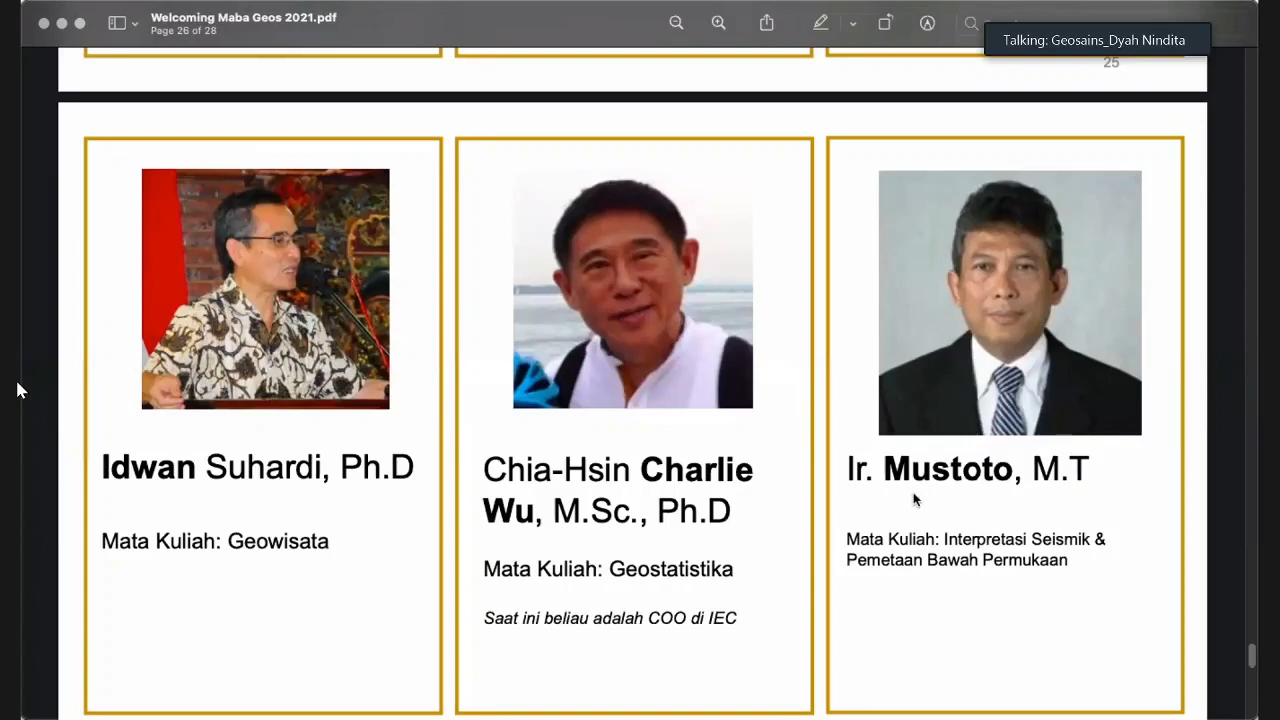 Welcoming Maba Geos 2021.pdf
Page 26 of 28
Talking: Geosains_Dyah Nindita
25
Idwan Suhardi, Ph.D
Mata Kuliah: Geowisata
Chia-Hsin Charlie
Wu, M.Sc., Ph.D
Mata Kuliah: Geostatistika
Saat ini beliau adalah COO di IEC
Ir. Mustoto, M.T
Mata Kuliah: Interpretasi Seismik &
Pemetaan Bawah Permukaan